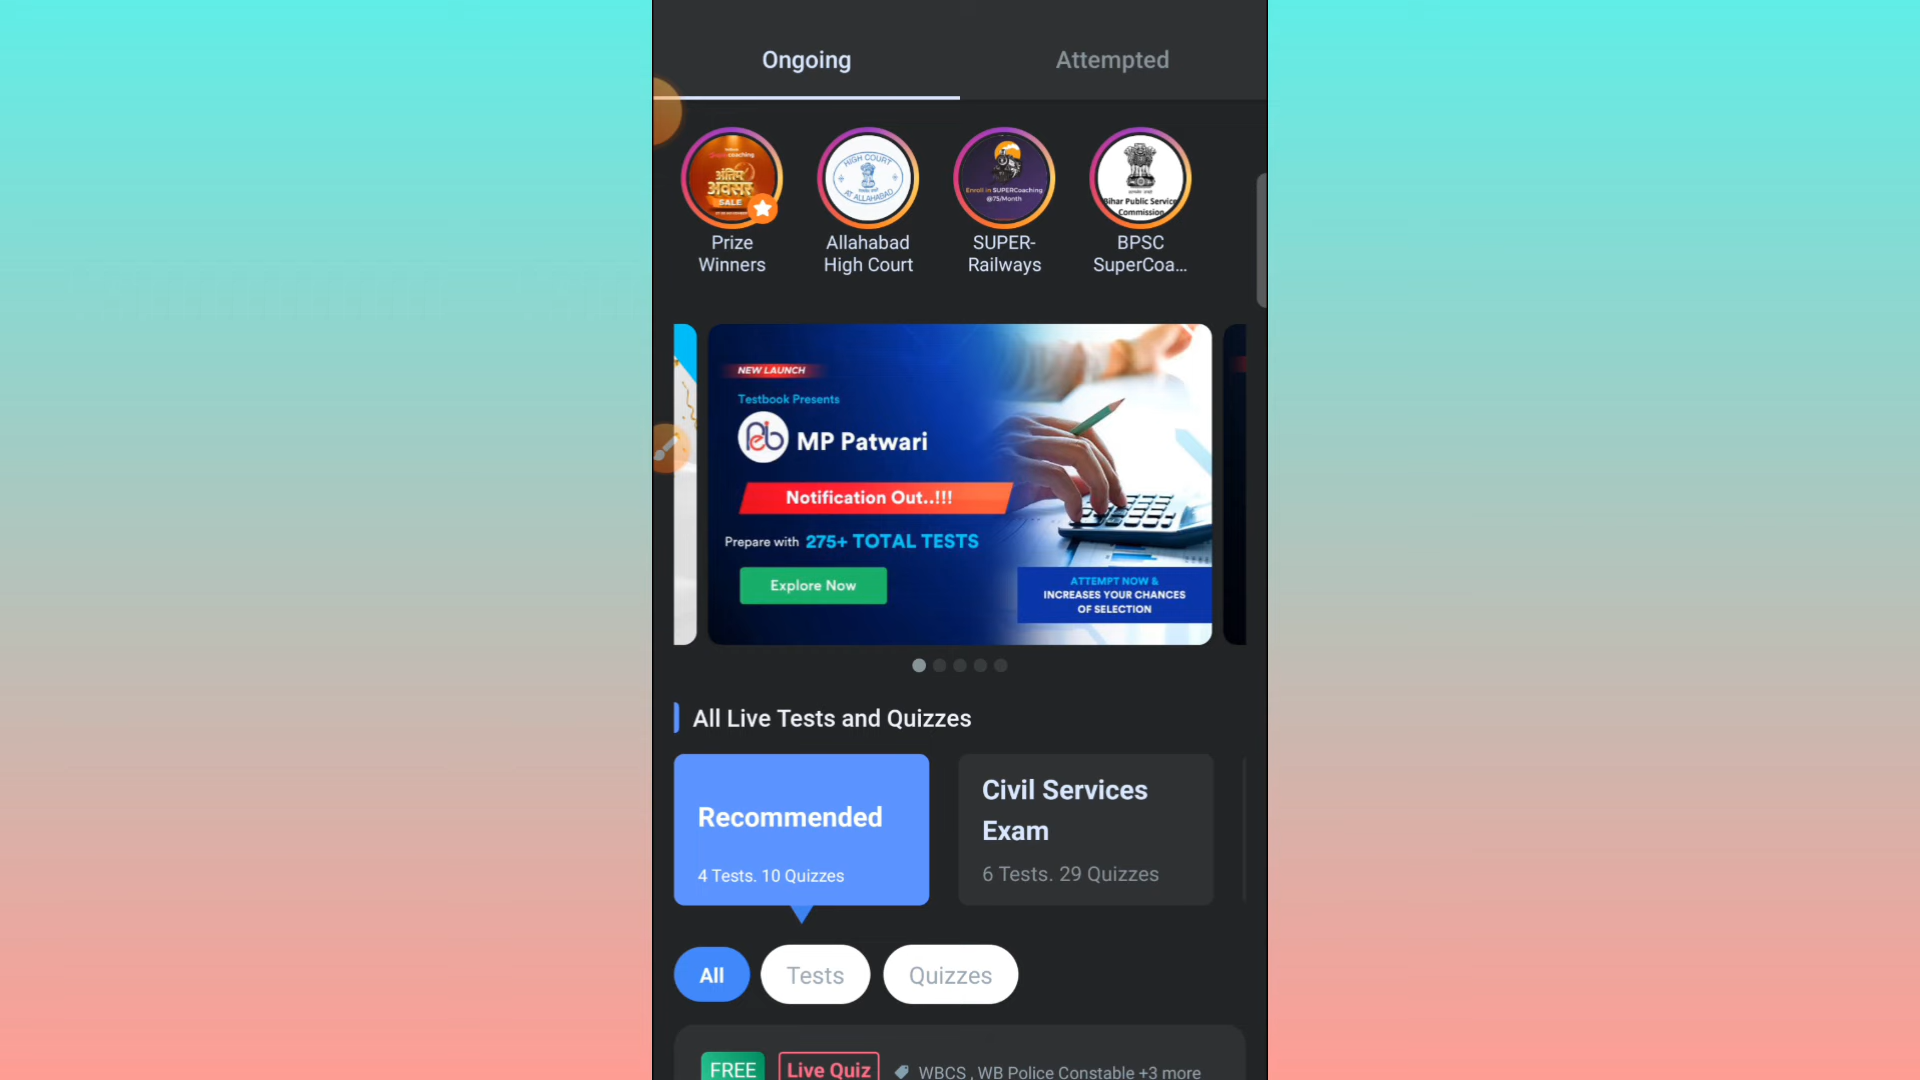 Ongoing
Attempted
coaching
अंतिम
अवसर
SALE
HIGH COURT
AT ALLAHABAD
Enroll in SUPERCoaching
@75/Month
Bihar Public Service
Commission
Prize
Winners
Allahabad
High Court
SUPER-
Railways
BPSC
SuperCoa...
NEW LAUNCH
Testbook Presents
Peb
MP Patwari
Notification Out..!!!
Prepare with 275+ TOTAL TESTS
Explore Now
ATTEMPT NOW &
INCREASES YOUR CHANCES
OF SELECTION
All Live Tests and Quizzes
Recommended
4 Tests. 10 Quizzes
Civil Services
Exam
6 Tests. 29 Quizzes
All
Tests
Quizzes
FREE
Live Quiz
WBCS , WB Police Constable +3 more